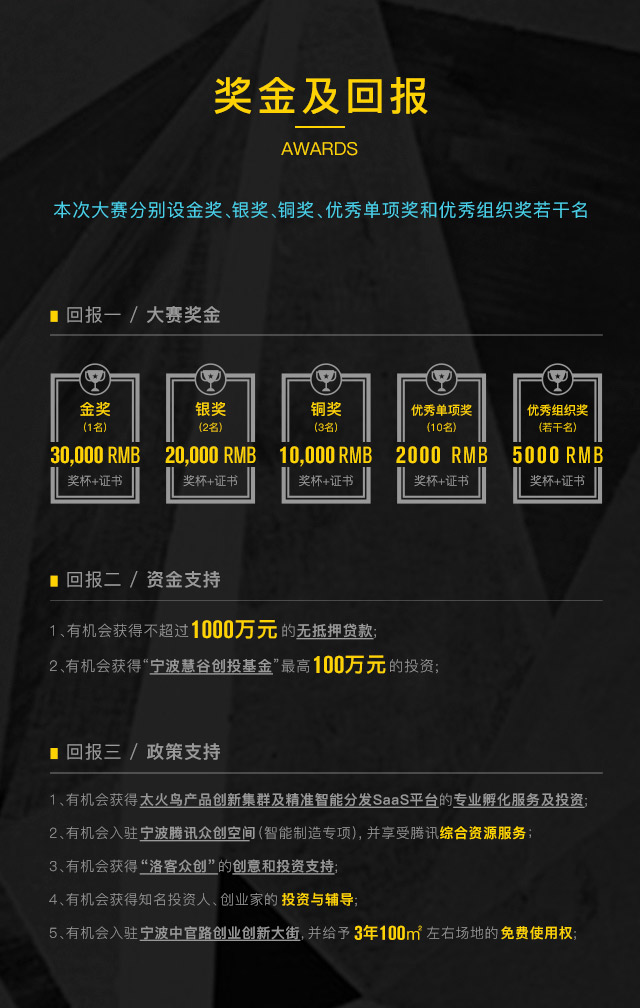 奖金及回报
AWARDS
本次大赛分别设金奖、银奖、铜奖、优秀单项奖和优秀组织奖若干名
回报一 / 大赛奖金
金奖
(1名)
30,000 RMB
奖杯+证书
银奖
(2名)
20,000 RMB
奖杯+证书
铜奖
(3名)
10,000 RMB
奖杯+证书
优秀单项奖
(10名)
2000 RMB
奖杯+证书
优秀组织奖
(若干名)
5000 RMB
奖杯+证书
回报二 / 资金支持
1、有机会获得不超过1000万元的无抵押贷款;
2、有机会获得“宁波慧谷创投基金”最高100万元的投资;
回报三 / 政策支持
1、有机会获得太火鸟产品创新集群及精准智能分发SaaS平台的专业孵化服务及投资;
2、有机会入驻宁波腾讯众创空间(智能制造专项), 并享受腾讯综合资源服务;
3、有机会获得“洛客众创”的创意和投资支持;
4、有机会获得知名投资人、创业家的 投资与辅导;
5、有机会入驻宁波中官路创业创新大街, 并给予 3年100㎡ 左右场地的 免费使用权;